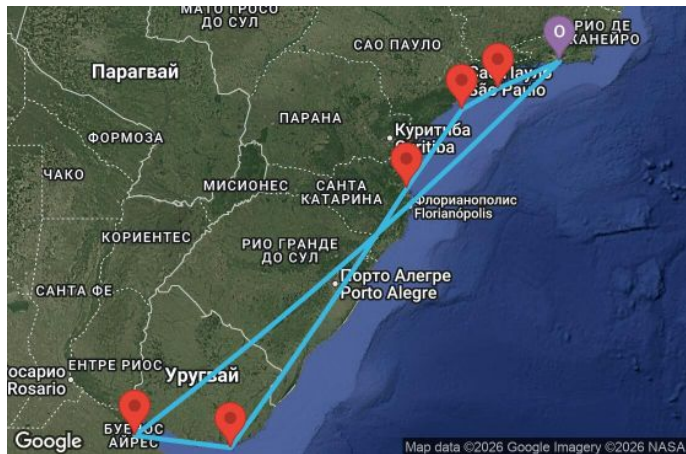 МАТО ГРОСО
ДО СУЛ
О
РИО ДЕ
ЖАНЕЙРО
САО ПАУЛО
Парагвай
São Paulo
ПАРАНА
Куритиба
Curitiba
ФОРМОЗА
ЧАКО
МИСИОНЕС
САНТА
КАТАРИНА
Флорианополис
Florianópolis
КОРИЕНТЕС
РИО ГРАНДЕ
ДО СУЛ
Порто Алегре
Porto Alegre
САНТА ФЕ
ЕНТРЕ РИОС
Уругвай
осарио
Rosario
БУЕНОС
АЙРЕС
Google
Map data ©2026 Google Imagery ©2026 NASA